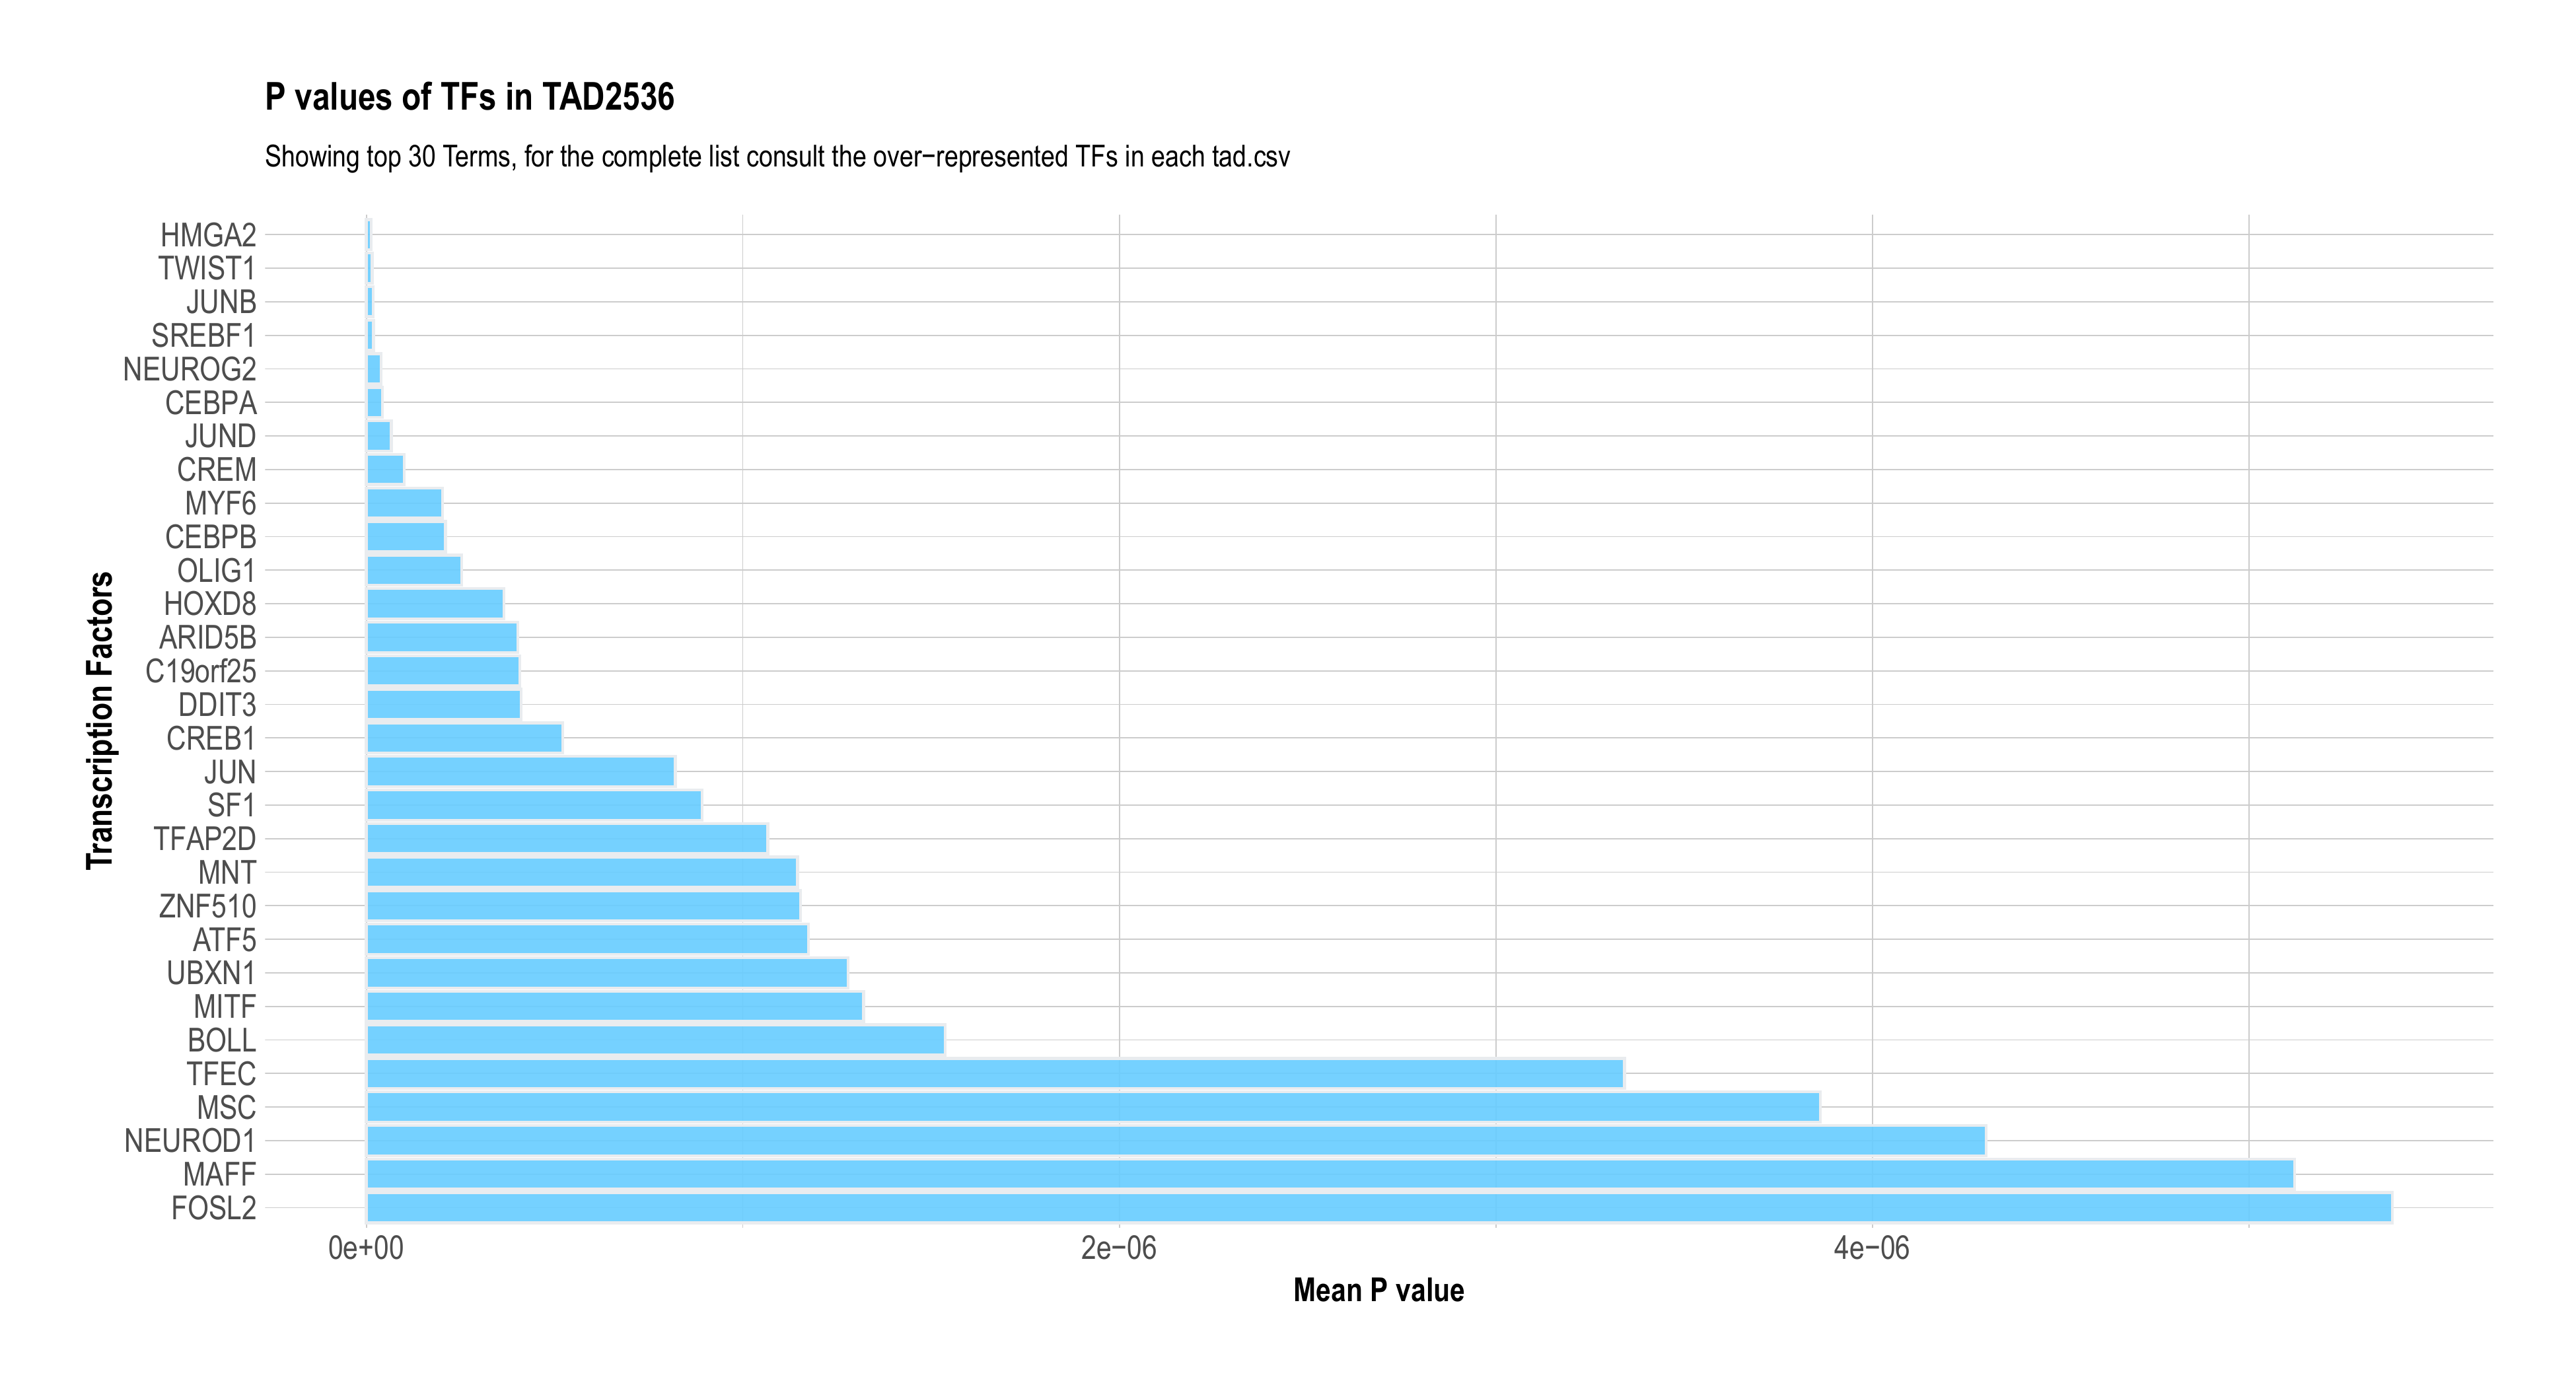 P values of TFs in TAD2536
Showing top 30 Terms, for the complete list consult the over−represented TFs in each tad.csv
Transcription Factors
HMGA2
TWIST1
JUNB
SREBF1
NEUROG2
CEBPA
JUND
CREM
MYF6
CEBPB
OLIG1
HOXD8
ARID5B
C19orf25
DDIT3
CREB1
JUN
SF1
TFAP2D
MNT
ZNF510
ATF5
UBXN1
MITF
BOLL
TFEC
MSC
NEUROD1
MAFF
FOSL2
0e+00 2e−06 4e−06
Mean P value